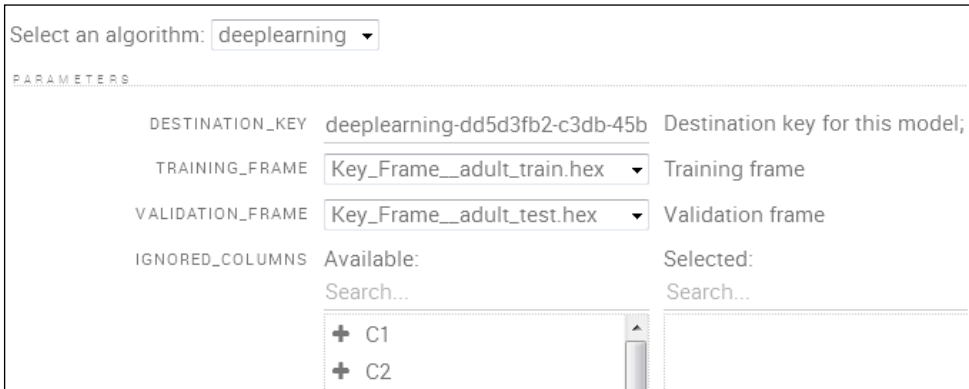 Select an algorithm: deeplearning
PARAMETERS
DESTINATION_KEY deeplearning-dd5d3fb2-c3db-45b Destination key for this model;
TRAINING_FRAME Key_Frame__adult_train.hex Training frame
VALIDATION_FRAME Key_Frame__adult_test.hex Validation frame
IGNORED_COLUMNS Available: Selected:
Search... Search...
+ C1
+ C2